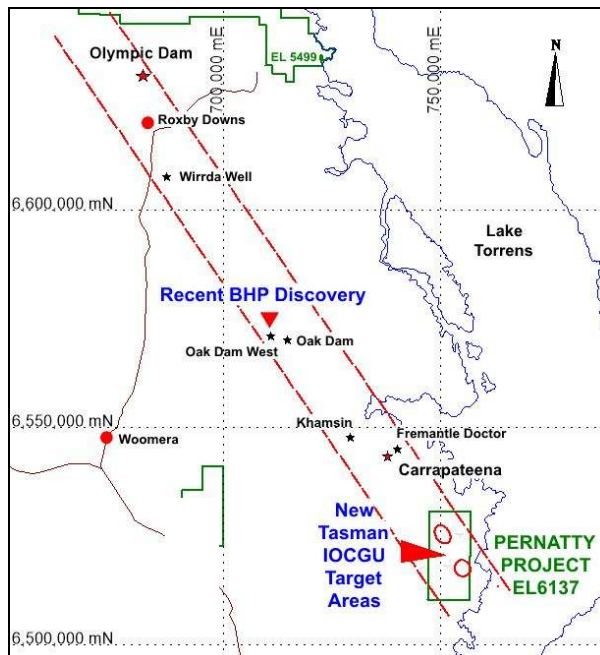 Olympic Dam
EL 5499
700,000 mE
750,000 mE
N
Roxby Downs
Wirrda Well
6,600,000 mN
Lake
Torrens
Recent BHP Discovery
Oak Dam West
Oak Dam
6,550,000 mN
Woomera
Khamsin
Fremantle Doctor
Carrapateena
New
Tasman
IOCGU
Target
Areas
PERNATTY
PROJECT
EL6137
6,500,000 mN